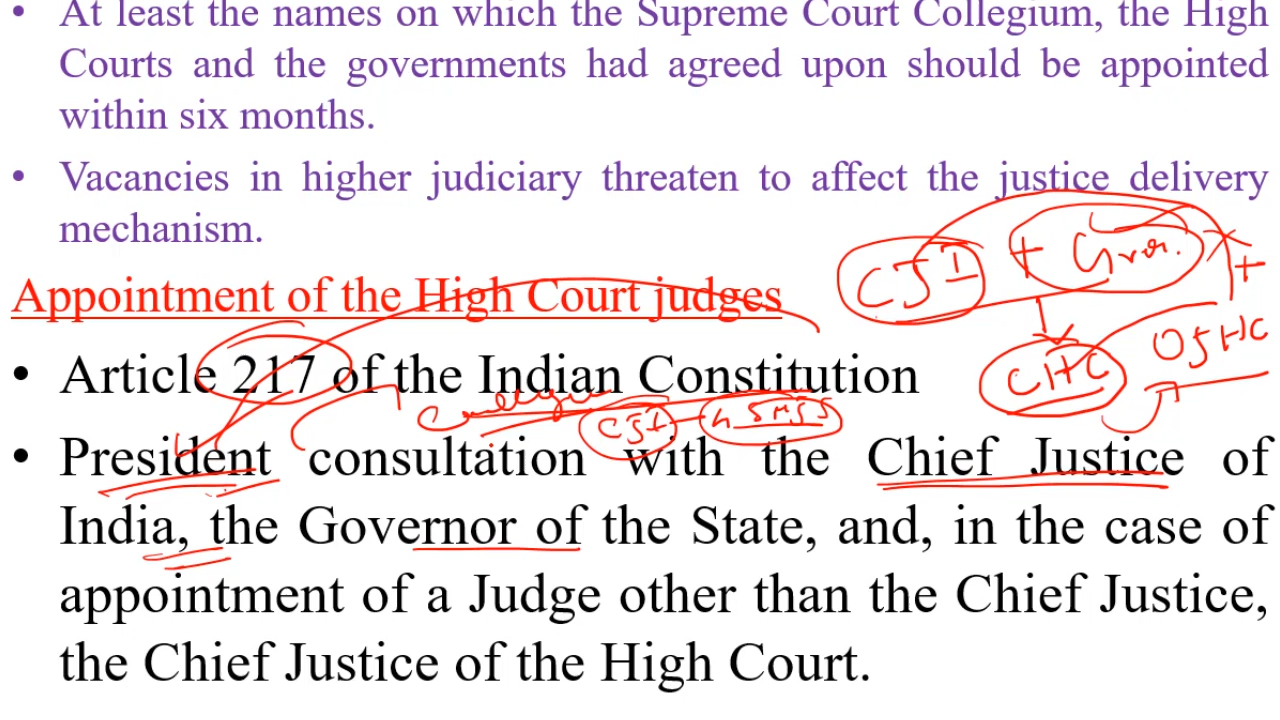 • At least the names on which the Supreme Court Collegium, the High
Courts and the governments had agreed upon should be appointed
within six months.
• Vacancies in higher judiciary threaten to affect the justice delivery
mechanism.
CJI + Gvr. +
Appointment of the High Court judges
OJHC
• Article 217 of the Indian Constitution
CHC
CJI
• President consultation with the Chief Justice of
India, the Governor of the State, and, in the case of
appointment of a Judge other than the Chief Justice,
the Chief Justice of the High Court.